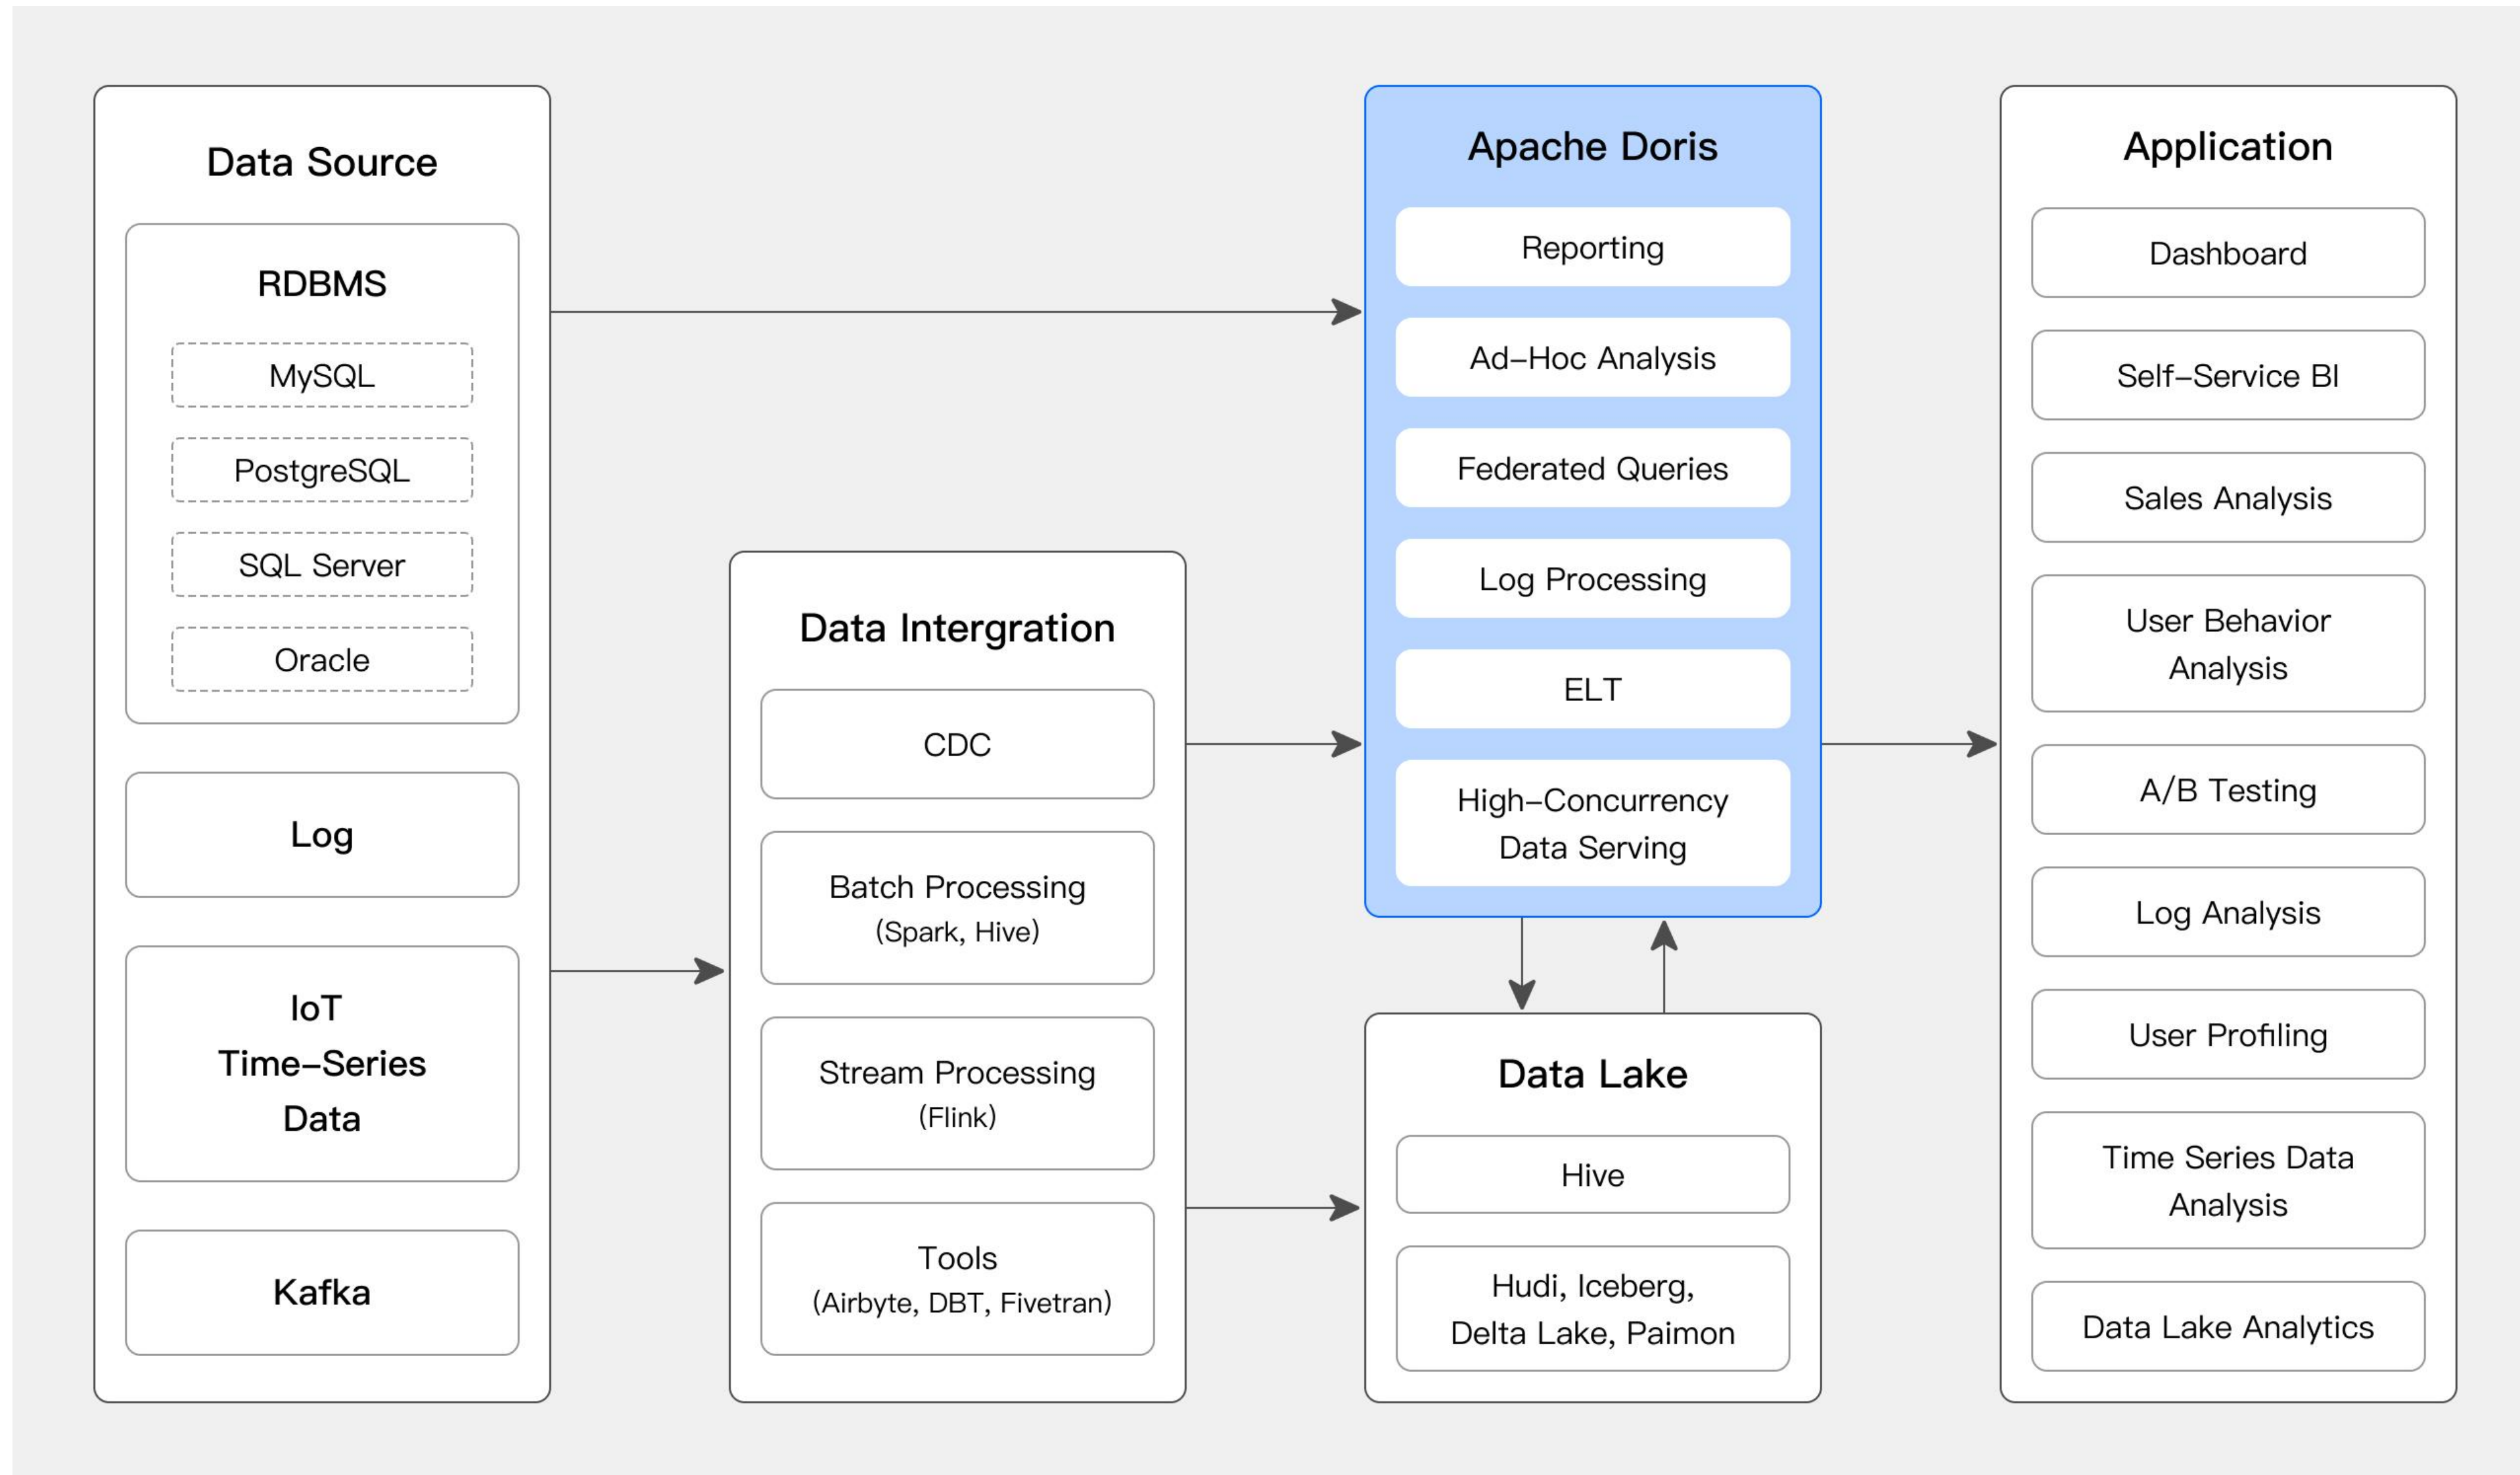 Data Source
RDBMS
MySQL
PostgreSQL
SQL Server
Oracle
Log
IoT
Time–Series
Data
Kafka
Data Intergration
CDC
Batch Processing
(Spark, Hive)
Stream Processing
(Flink)
Tools
(Airbyte, DBT, Fivetran)
Apache Doris
Reporting
Ad–Hoc Analysis
Federated Queries
Log Processing
ELT
High–Concurrency
Data Serving
Data Lake
Hive
Hudi, Iceberg,
Delta Lake, Paimon
Application
Dashboard
Self–Service BI
Sales Analysis
User Behavior
Analysis
A/B Testing
Log Analysis
User Profiling
Time Series Data
Analysis
Data Lake Analytics